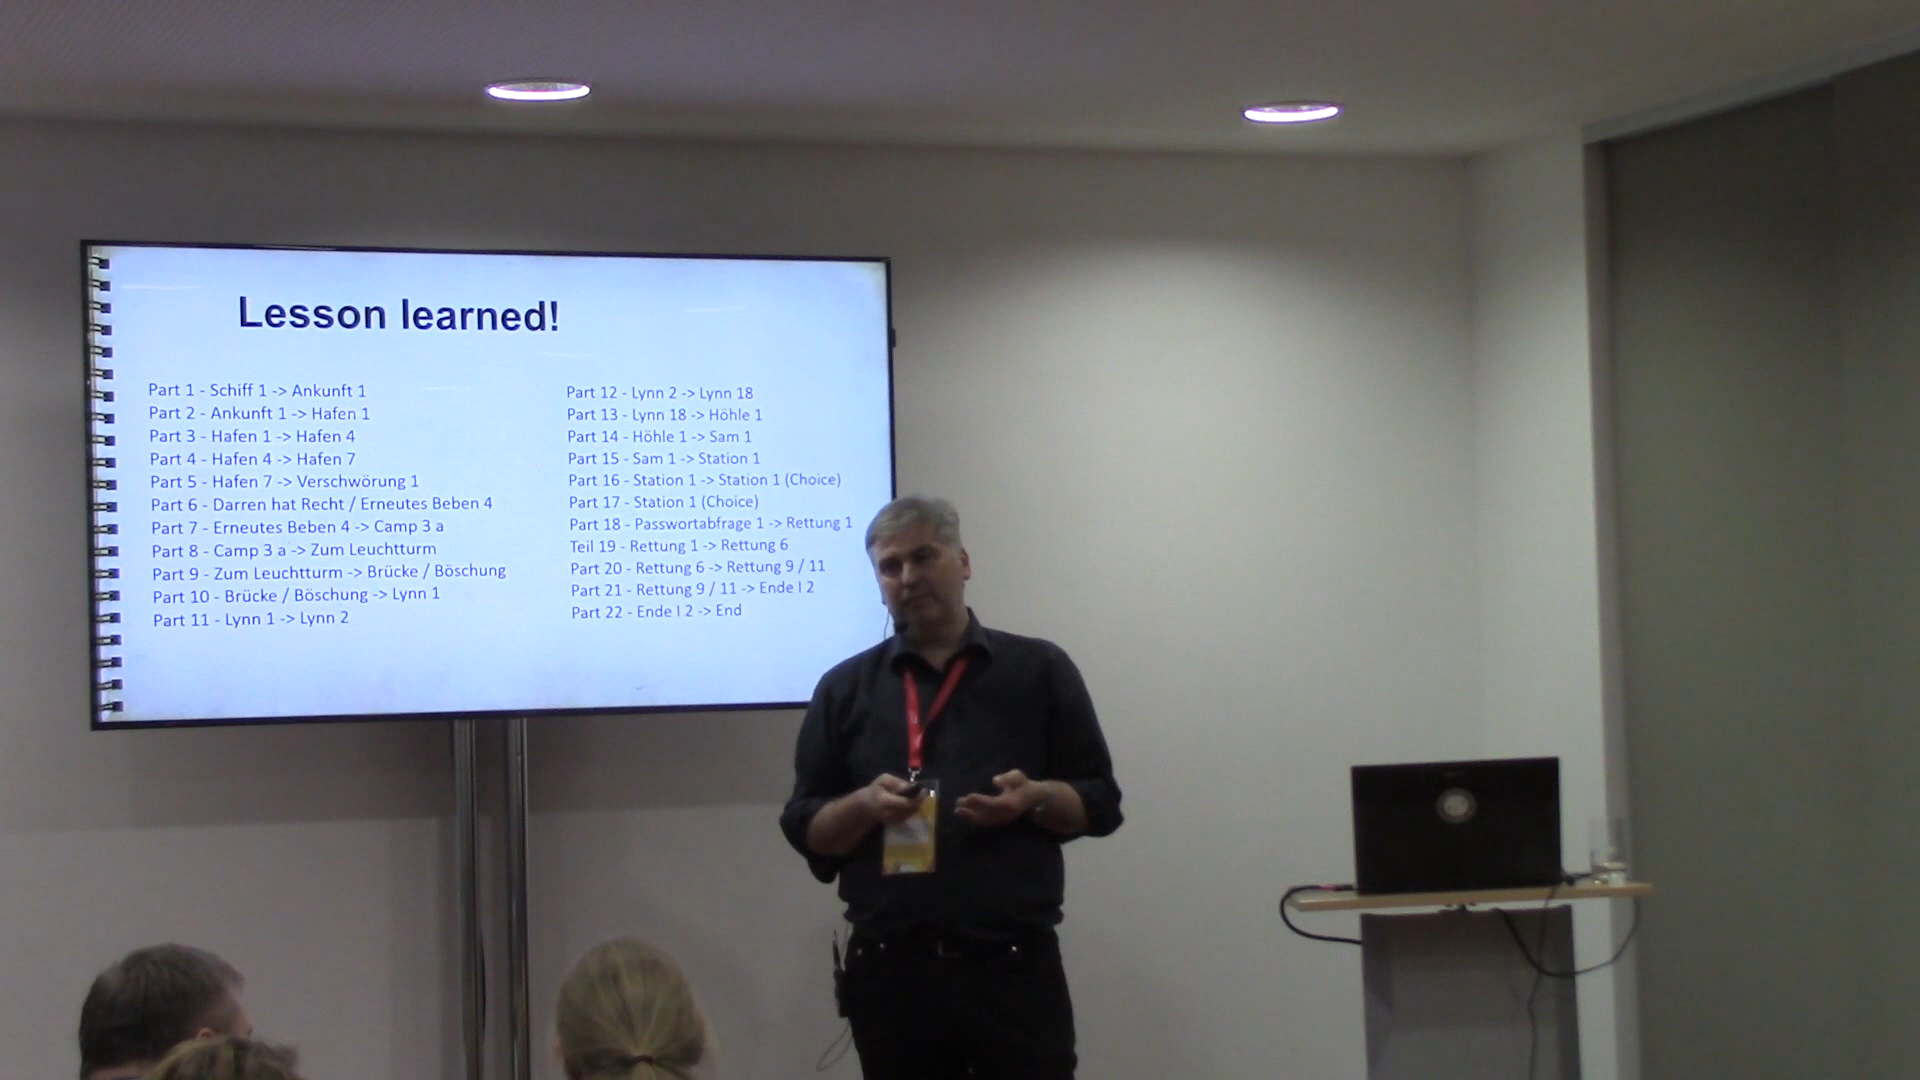 Lesson learned!
Part 1 - Schiff 1 -> Ankunft 1
Part 2 - Ankunft 1 -> Hafen 1
Part 3 - Hafen 1 -> Hafen 4
Part 4 - Hafen 4 -> Hafen 7
Part 5 - Hafen 7 -> Verschwörung 1
Part 6 - Darren hat Recht / Erneutes Beben 4
Part 7 - Erneutes Beben 4 -> Camp 3 a
Part 8 - Camp 3 a -> Zum Leuchtturm
Part 9 - Zum Leuchtturm -> Brücke / Böschung
Part 10 - Brücke / Böschung -> Lynn 1
Part 11 - Lynn 1 -> Lynn 2
Part 12 - Lynn 2 -> Lynn 18
Part 13 - Lynn 18 -> Höhle 1
Part 14 - Höhle 1 -> Sam 1
Part 15 - Sam 1 -> Station 1
Part 16 - Station 1 -> Station 1 (Choice)
Part 17 - Station 1 (Choice)
Part 18 - Passwortabfrage 1 -> Rettung 1
Teil 19 - Rettung 1 -> Rettung 6
Part 20 - Rettung 6 -> Rettung 9 / 11
Part 21 - Rettung 9 / 11 -> Ende I 2
Part 22 - Ende I 2 -> End